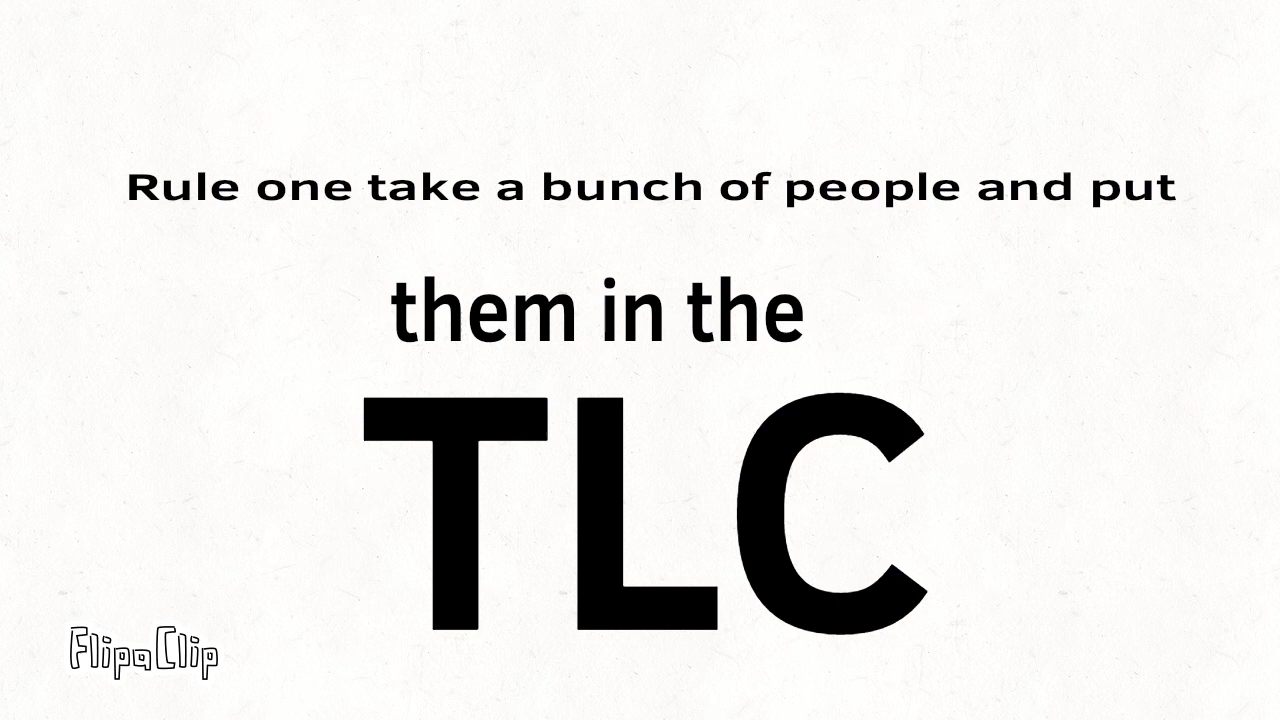 Rule one take a bunch of people and put
them in the
TLC
FlipaClip